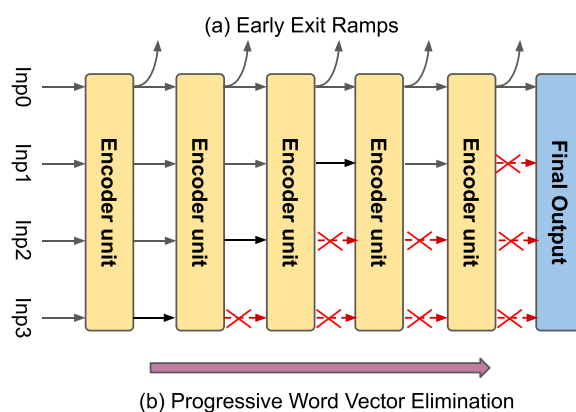 (a) Early Exit Ramps
Inp0
Inp1
Inp2
Inp3
Encoder unit
Encoder unit
Encoder unit
Encoder unit
Encoder unit
Final Output
(b) Progressive Word Vector Elimination